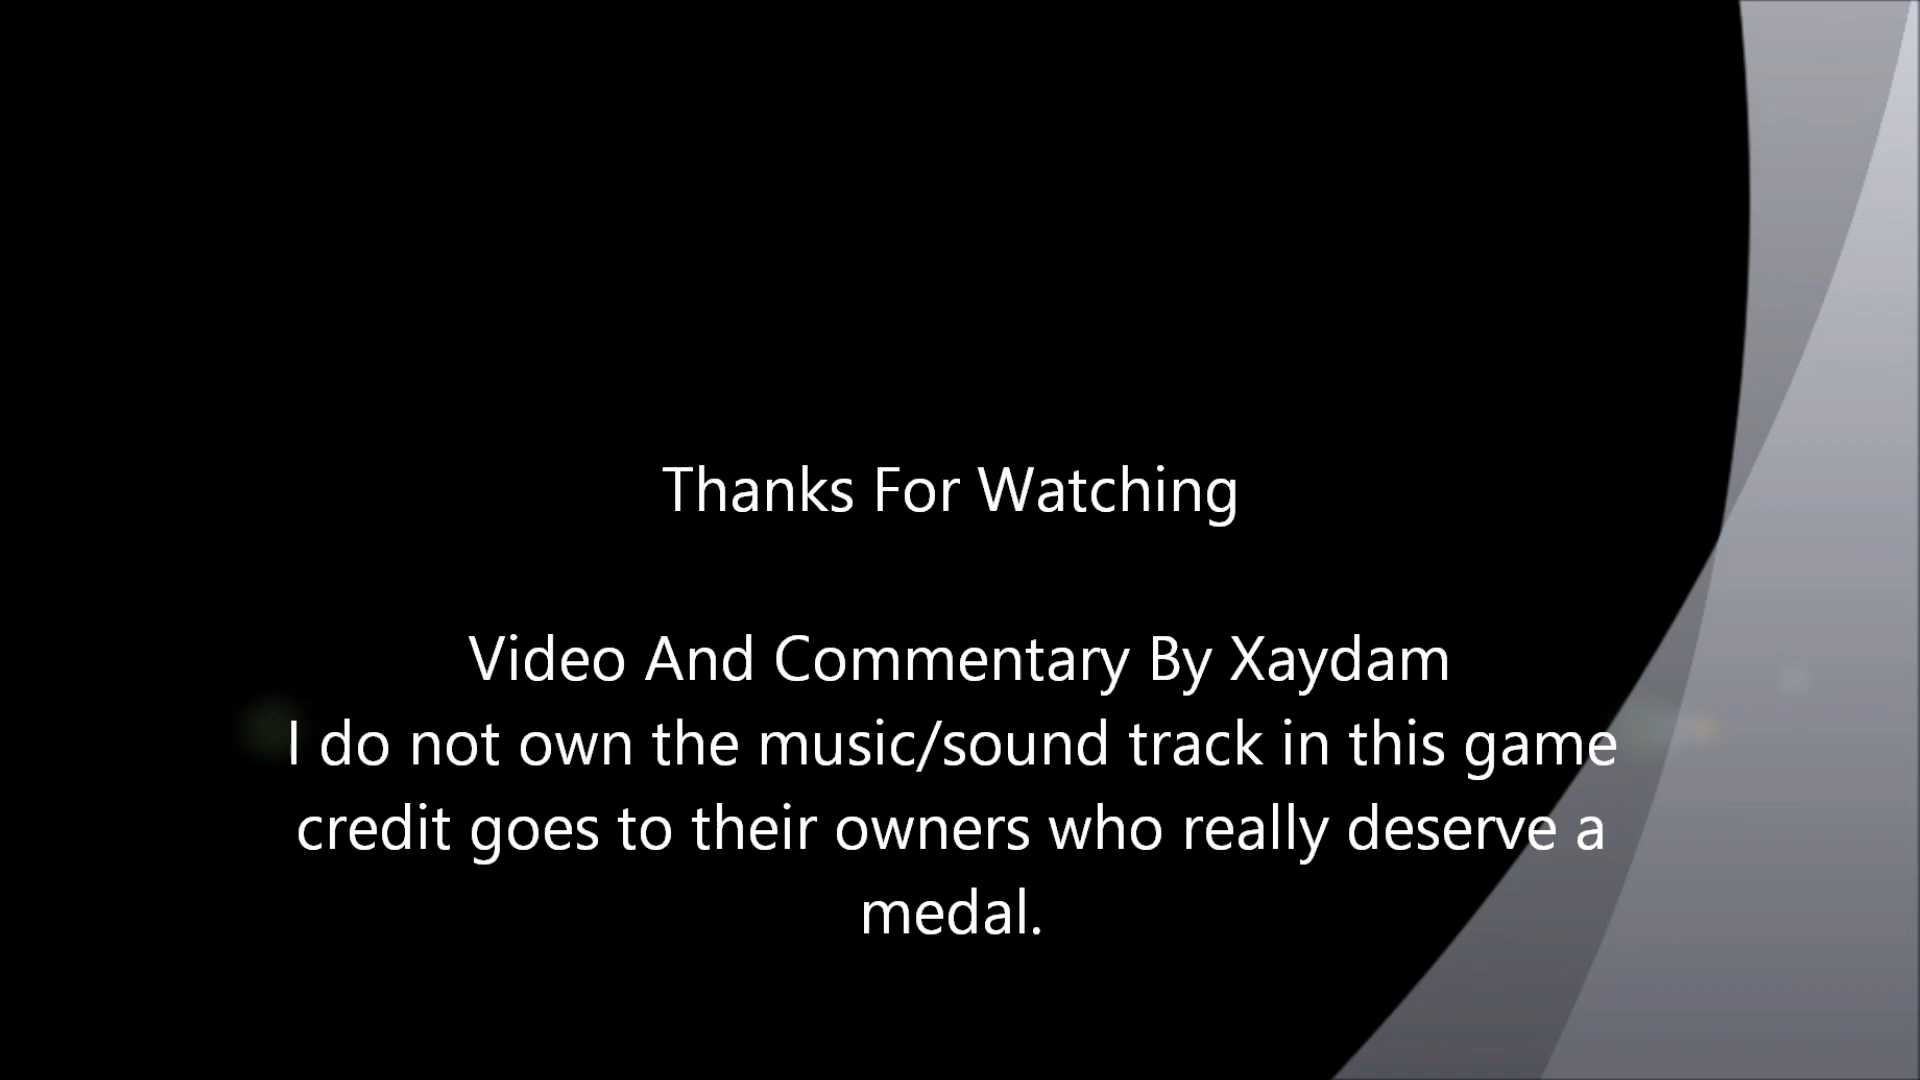 Thanks For Watching
Video And Commentary By Xaydam
I do not own the music/sound track in this game
credit goes to their owners who really deserve a
medal.